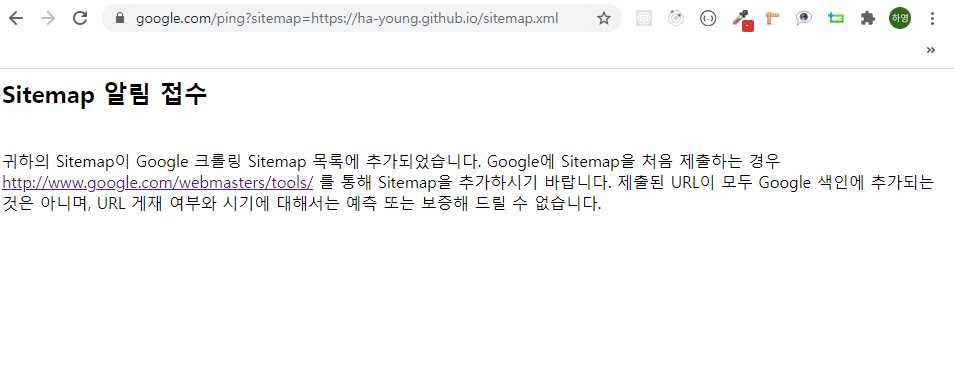 google.com/ping?sitemap=https://ha-young.github.io/sitemap.xml
하영
Sitemap 알림 접수
귀하의 Sitemap이 Google 크롤링 Sitemap 목록에 추가되었습니다. Google에 Sitemap을 처음 제출하는 경우
http://www.google.com/webmasters/tools/ 를 통해 Sitemap을 추가하시기 바랍니다. 제출된 URL이 모두 Google 색인에 추가되는
것은 아니며, URL 게재 여부와 시기에 대해서는 예측 또는 보증해 드릴 수 없습니다.